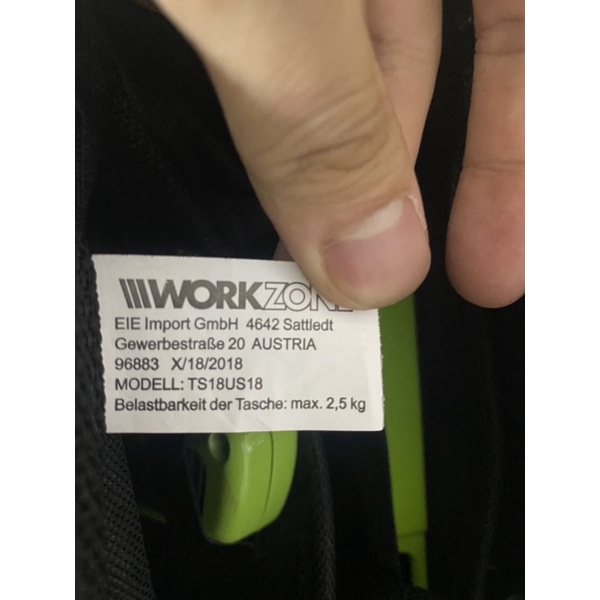 WORKZONE
EIE Import GmbH 4642 Sattledt
Gewerbestraße 20 AUSTRIA
96883 X/18/2018
MODELL: TS18US18
Belastbarkeit der Tasche: max. 2,5 kg